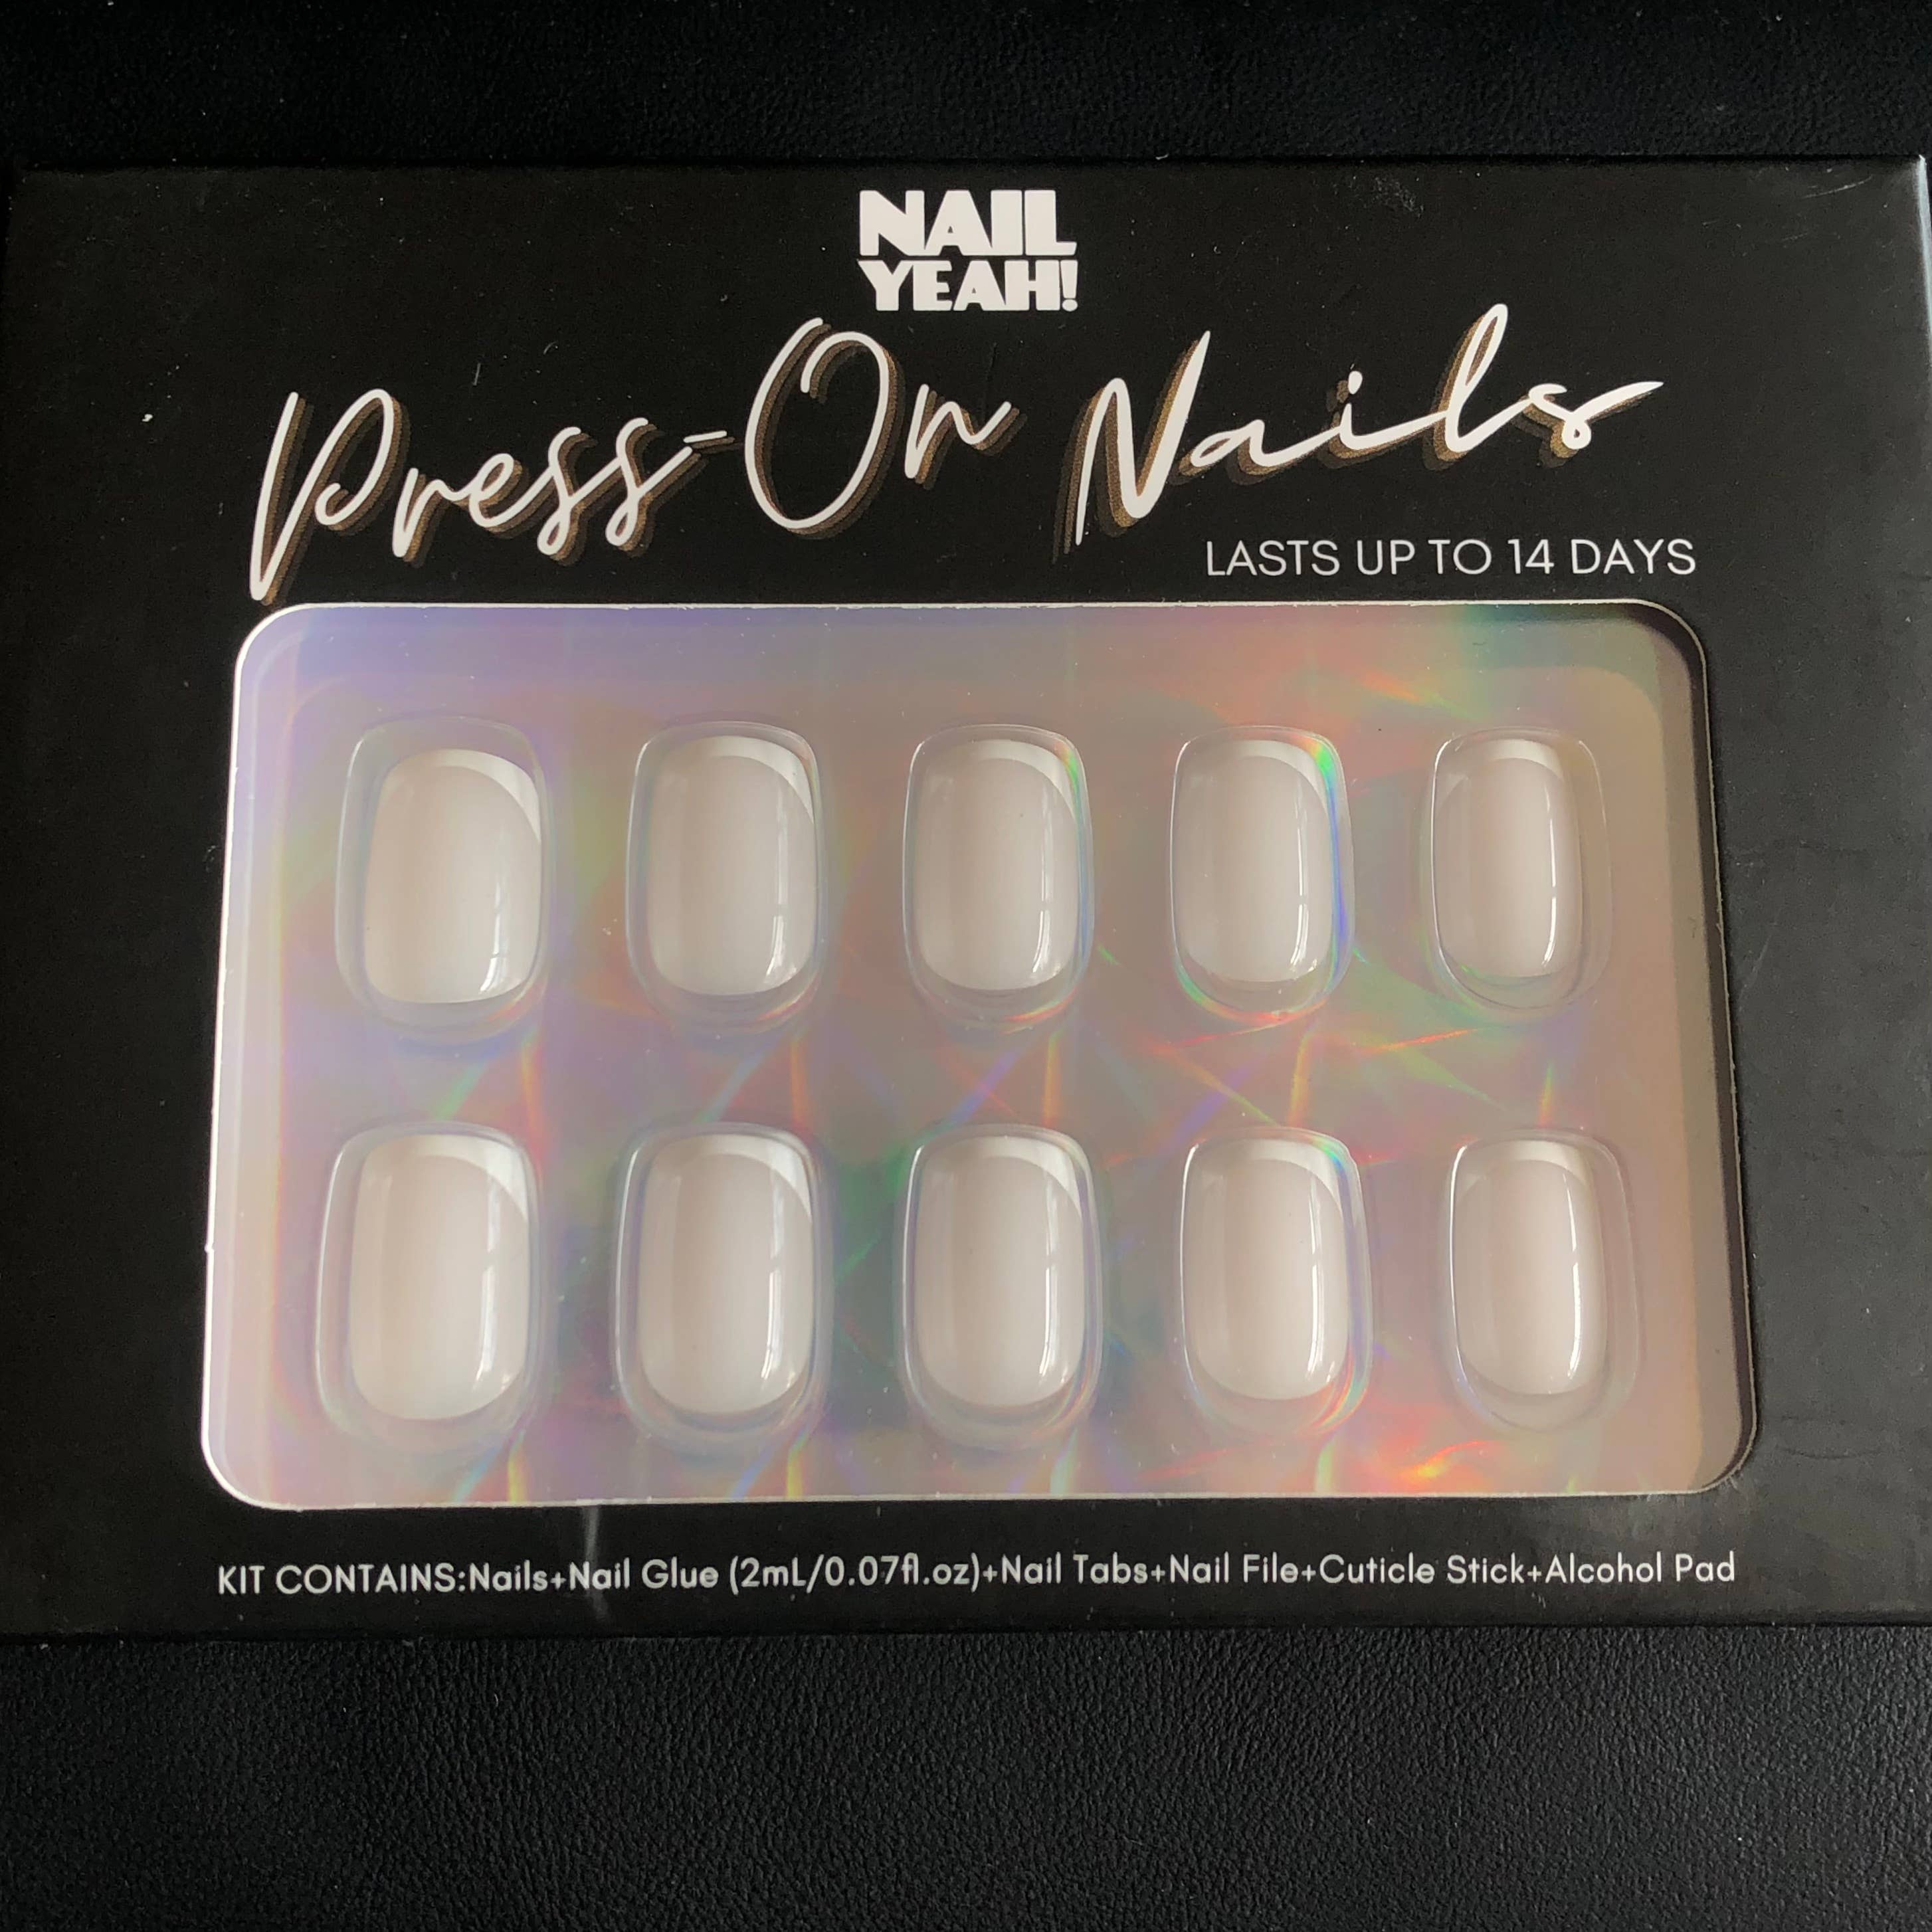 NAIL
YEAH!
Press-On Nails
LASTS UP TO 14 DAYS
KIT CONTAINS:Nails+Nail Glue (2mL/0.07fl.oz)+Nail Tabs+Nail File+Cuticle Stick+Alcohol Pad